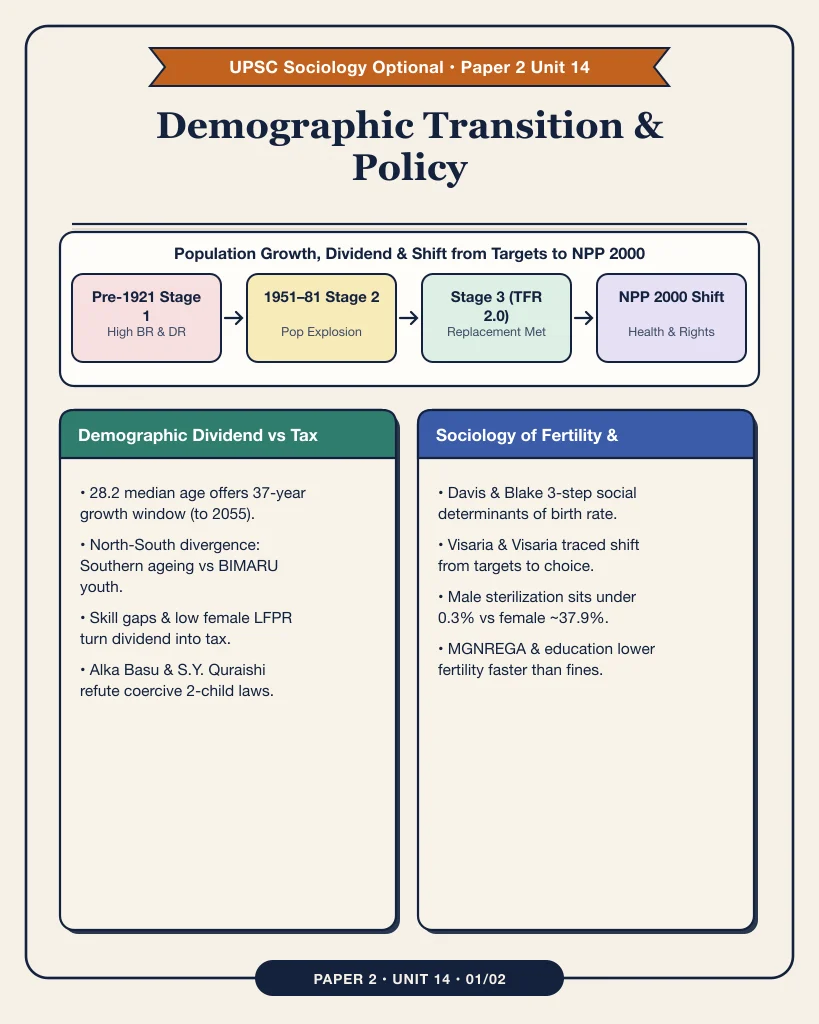 UPSC Sociology Optional • Paper 2 Unit 14
Demographic Transition &
Policy
Population Growth, Dividend & Shift from Targets to NPP 2000
Pre-1921 Stage
1
High BR & DR
1951–81 Stage 2
Pop Explosion
Stage 3 (TFR
2.0)
Replacement Met
NPP 2000 Shift
Health & Rights
Demographic Dividend vs Tax
• 28.2 median age offers 37-year
growth window (to 2055).
• North-South divergence:
Southern ageing vs BIMARU
youth.
• Skill gaps & low female LFPR
turn dividend into tax.
• Alka Basu & S.Y. Quraishi
refute coercive 2-child laws.
Sociology of Fertility &
• Davis & Blake 3-step social
determinants of birth rate.
• Visaria & Visaria traced shift
from targets to choice.
• Male sterilization sits under
0.3% vs female ~37.9%.
• MGNREGA & education lower
fertility faster than fines.
PAPER 2 • UNIT 14 • 01/02